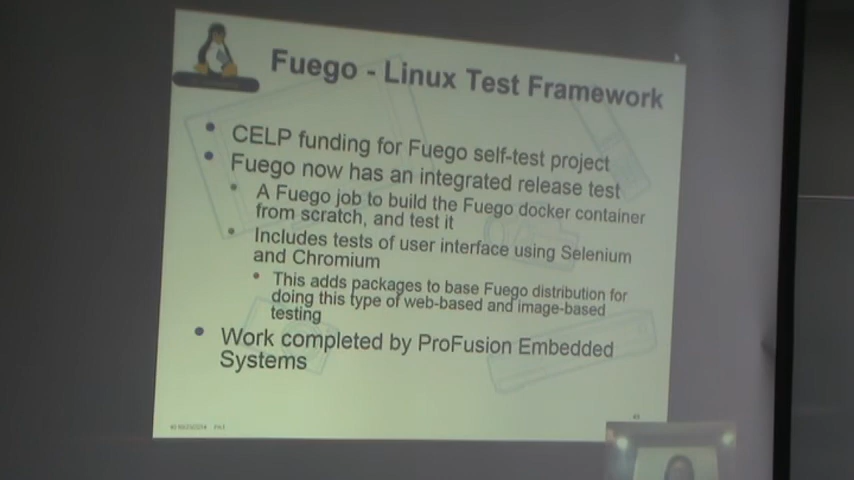 Fuego - Linux Test Framework
CELP funding for Fuego self-test project
Fuego now has an integrated release test
A Fuego job to build the Fuego docker container
from scratch, and test it
Includes tests of user interface using Selenium
and Chromium
This adds packages to base Fuego distribution for
doing this type of web-based and image-based
testing
Work completed by ProFusion Embedded
Systems